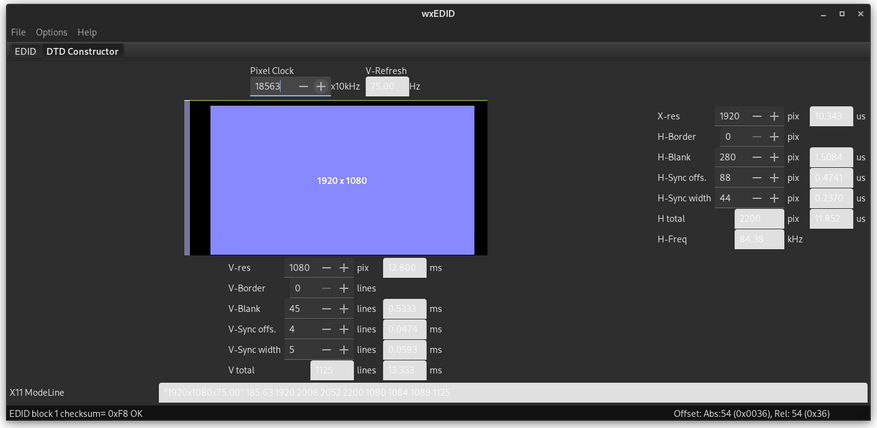 wxEDID
File Options Help
EDID DTD Constructor
Pixel Clock V-Refresh
18563 x10kHz 75.00 Hz
1920 x 1080
X-res 1920 pix 10.343 us
H-Border 0 pix
H-Blank 280 pix 1.5084 us
H-Sync offs. 88 pix 0.4741 us
H-Sync width 44 pix 0.2370 us
H total 2200 pix 11.852 us
H-Freq 84.38 kHz
V-res 1080 pix 12.800 ms
V-Border 0 lines
V-Blank 45 lines 0.5333 ms
V-Sync offs. 4 lines 0.0474 ms
V-Sync width 5 lines 0.0593 ms
V total 1125 lines 13.333 ms
X11 ModeLine "1920x1080x75.00" 185.63 1920 2008 2052 2200 1080 1084 1089 1125
EDID block 1 checksum= 0xF8 OK Offset: Abs:54 (0x0036), Rel: 54 (0x36)